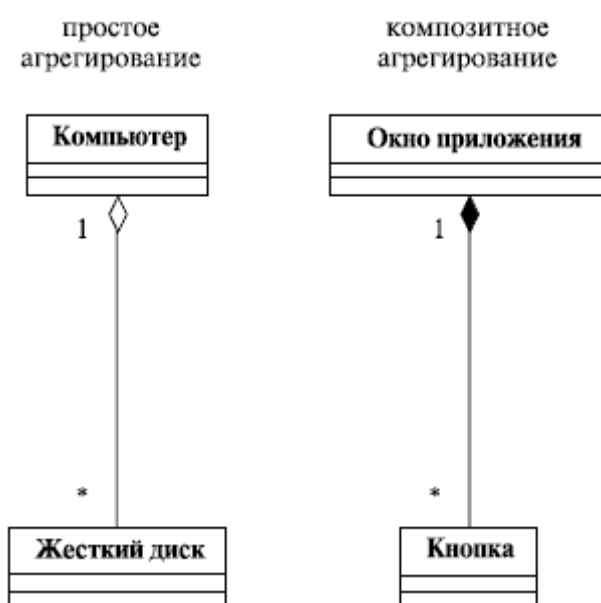 простое
агрегирование
композитное
агрегирование
Компьютер
Окно приложения
1
1
*
*
Жесткий диск
Кнопка